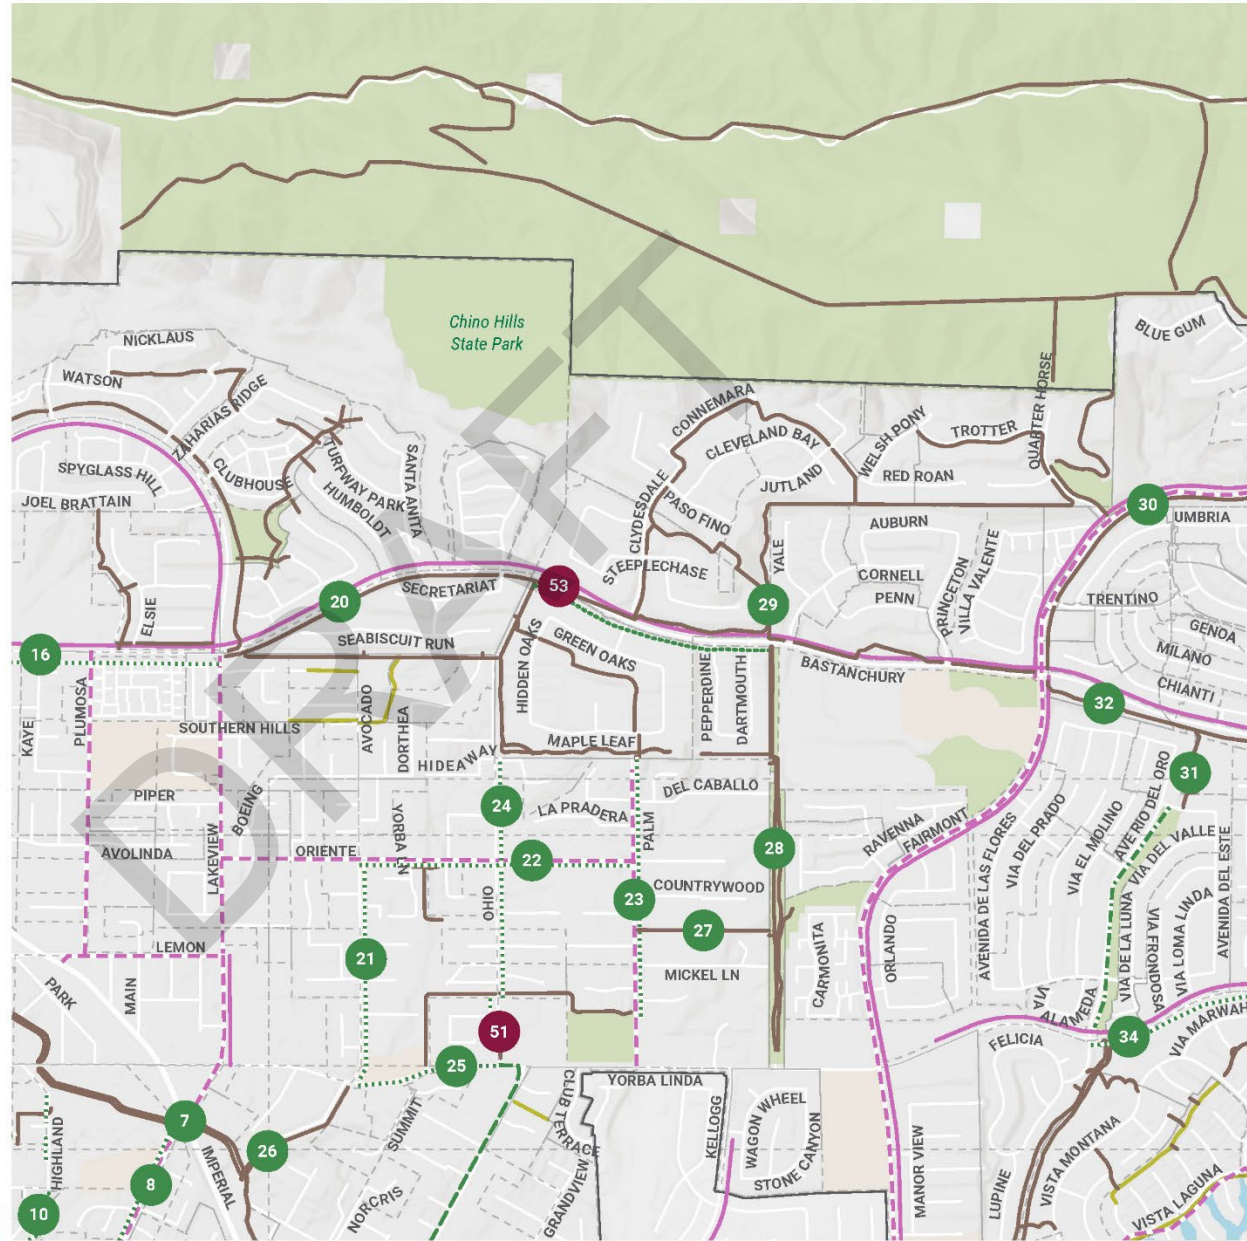 Chino Hills
State Park
NICKLAUS
BLUE GUM
WATSON
ZAHARIAS RIDGE
CONNEMARA
QUARTER HORSE
WELSH PONY
TROTTER
CLEVELAND BAY
TURFWAY PARK
SANTA ANITA
SPYGLASS HILL
CLUBHOUSE
JUTLAND
RED ROAN
JOEL BRATTAIN
HUMBOLDT
CLYDESDALE
PASO FINO
30
UMBRIA
AUBURN
YALE
STEEPLECHASE
CORNELL
PENN
PRINCETON
VILLA VALENTE
TRENTINO
53
SECRETARIAT
20
29
ELSIE
SEABISCUIT RUN
GENOA
16
HIDDEN OAKS
GREEN OAKS
MILANO
BASTANCHURY
CHIANTI
PLUMOSA
KAYE
PEPPERDINE
DARTMOUTH
32
AVOCADO
SOUTHERN HILLS
DORTHEA
MAPLE LEAF
HIDEAWAY
31
DEL CABALLO
PIPER
BOEING
24
LA PRADERA
YORBA LN
PALM
RAVENNA
FAIRMONT
AVENIDA DE LAS FLORES
VIA DEL PRADO
VIA EL MOLINO
AVE RIO DEL ORO
VIA DEL VALLE
AVOLINDA
LAKEVIEW
ORIENTE
22
28
OHIO
23
COUNTRYWOOD
27
LEMON
21
MICKEL LN
CARMONITA
ORLANDO
VIA DE LA LUNA
VIA FRONDOSA
VIA LOMA LINDA
AVENIDA DEL ESTE
PARK
MAIN
VIA
ALAMEDA
51
FELICIA
34
VIA MARWAH
25
YORBA LINDA
CLUB TERRACE
KELLOGG
WAGON WHEEL
STONE CANYON
SUMMIT
7
IMPERIAL
26
HIGHLAND
8
10
NORCRIS
GRANDVIEW
MANOR VIEW
LUPINE
VISTA MONTANA
VISTA LAGUNA
DRAFT